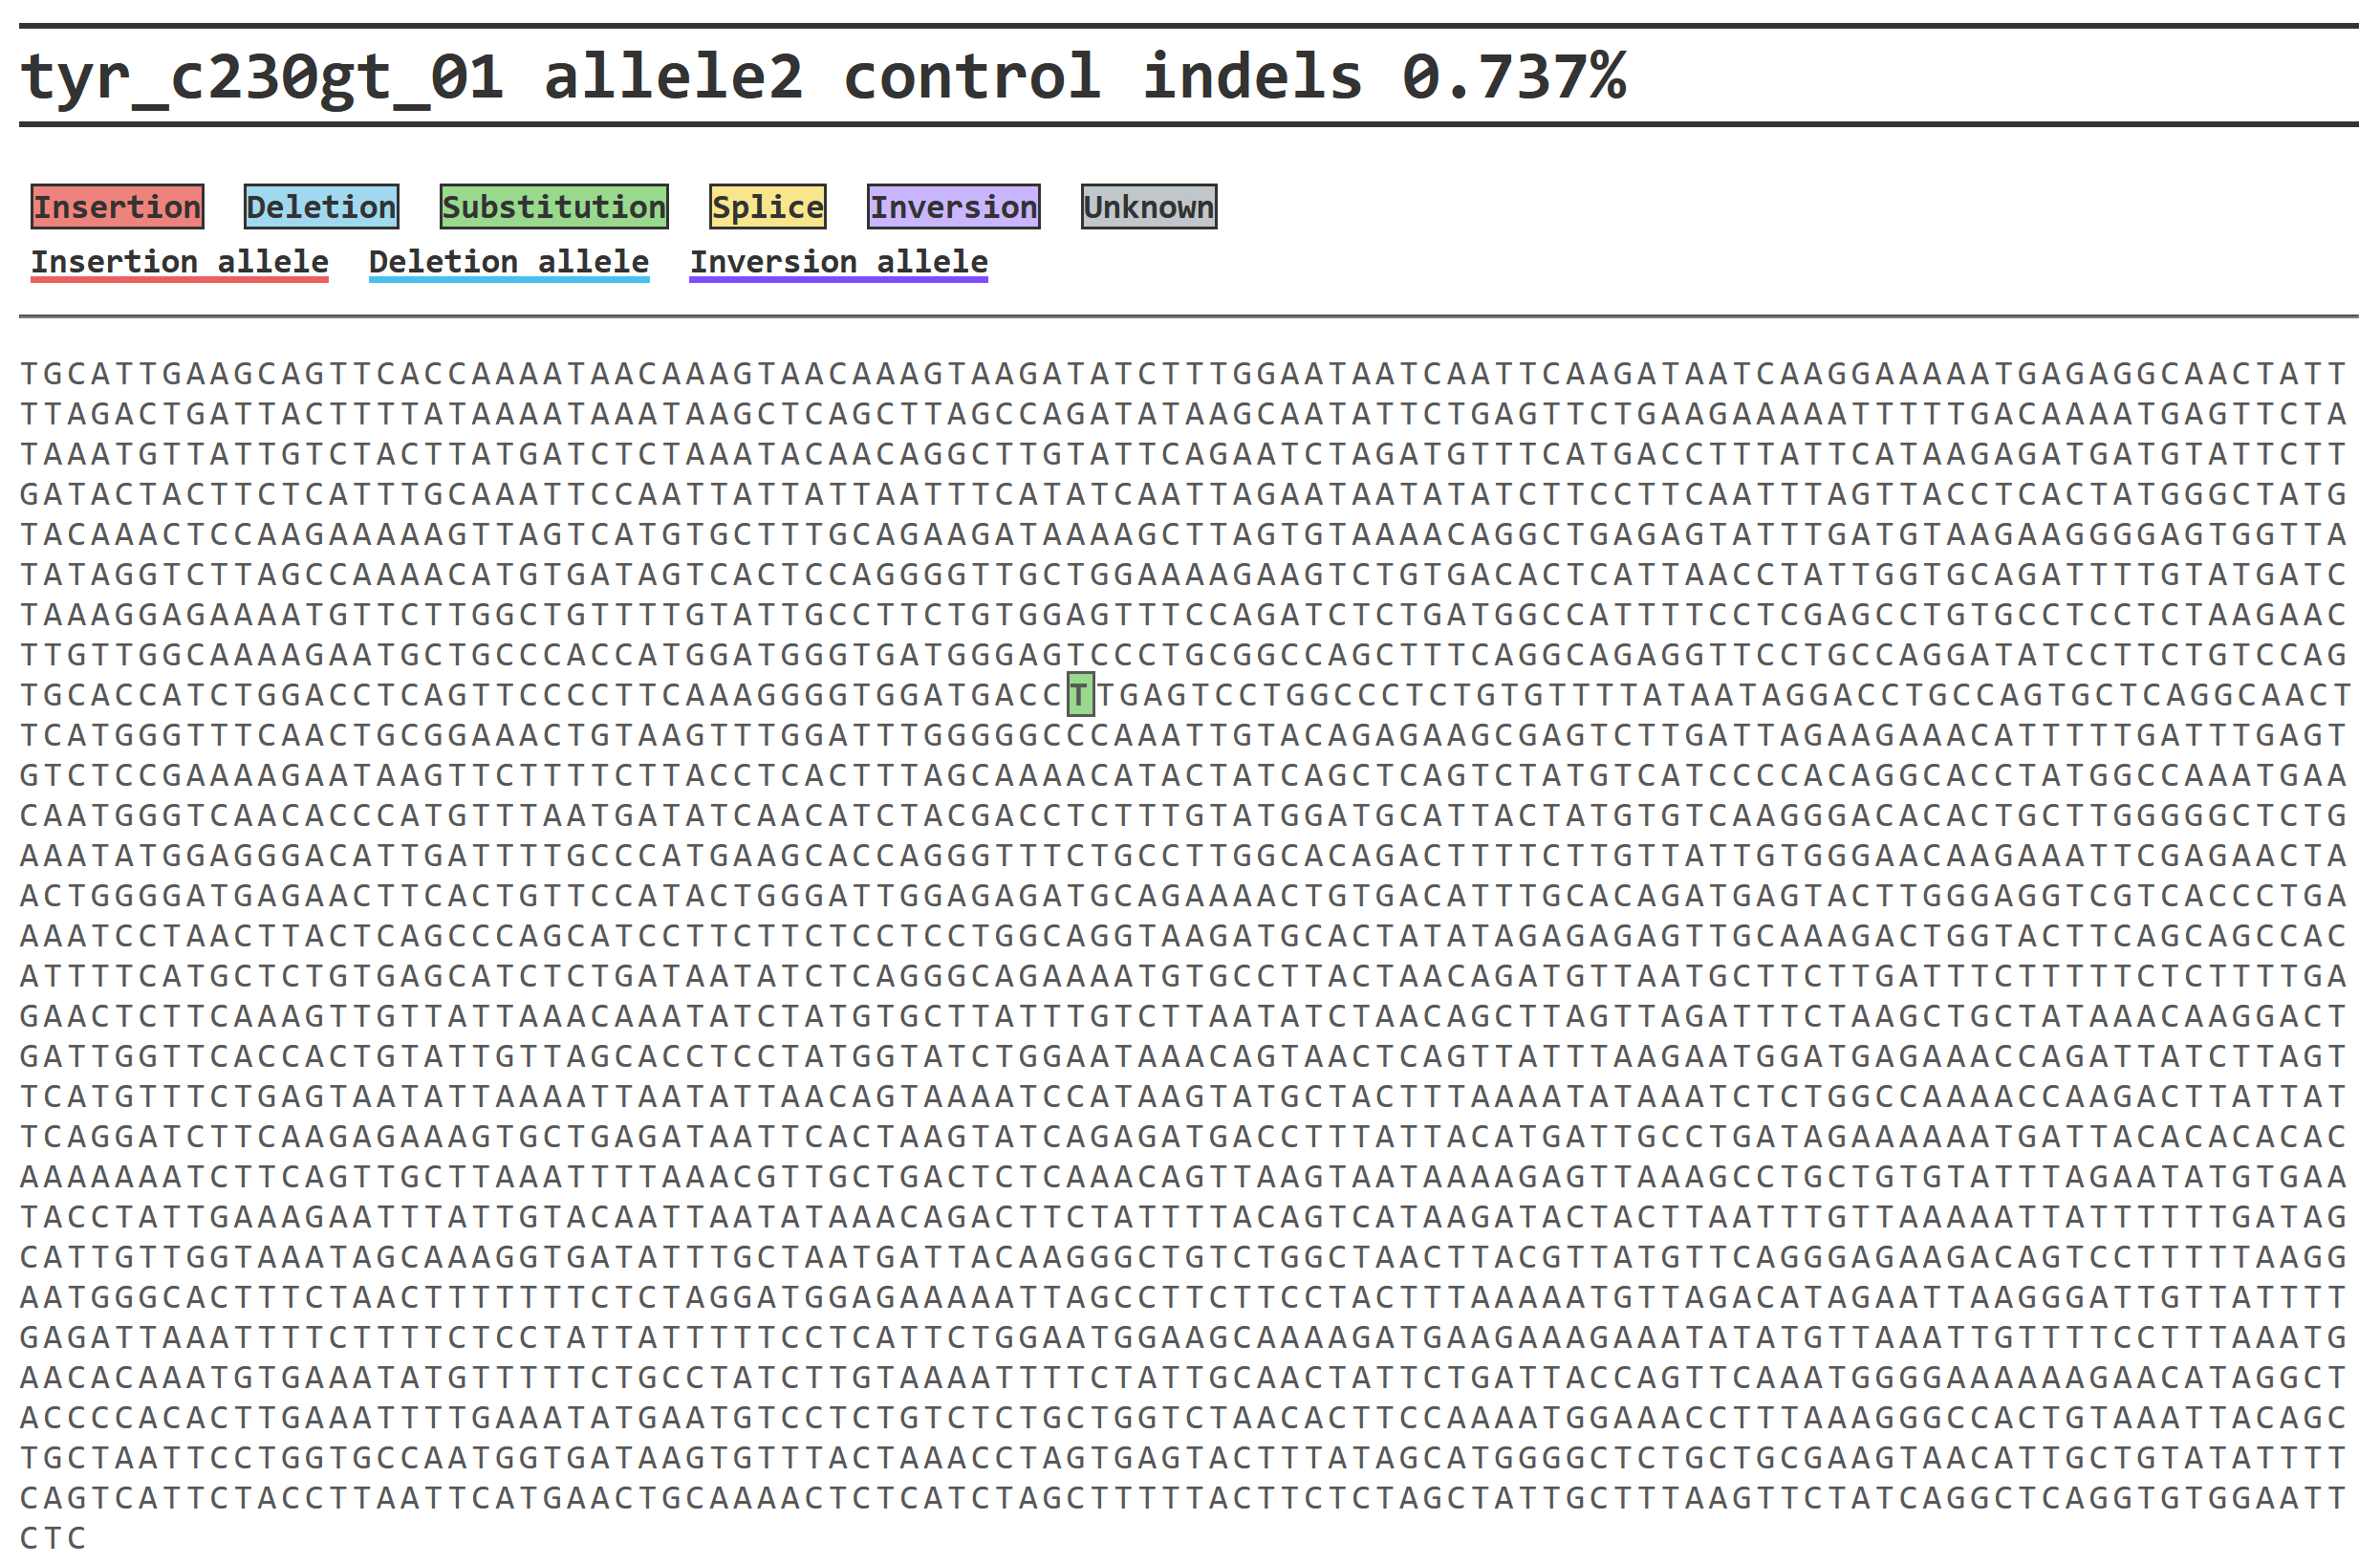 tyr_c230gt_01 allele2 control indels 0.737%
Insertion Deletion Substitution Splice Inversion Unknown
Insertion allele Deletion allele Inversion allele
TGCATTGAAGCAGTTCACCAAAATAACAAAGTAACAAAGTAAGATATCTTTGGAATAATCAATTCAAGATAATCAAGGAAAAATGAGAGGCAACTATT
TTAGACTGATTACTTTTATAAAATAAATAAGCTCAGCTTAGCCAGATATAAGCAATATTCTGAGTTCTGAAGAAAAATTTTTGACAAAATGAGTTCTA
TAAATGTTATTGTCTACTTATGATCTCTAAATACAACAGGCTTGTATTCAGAATCTAGATGTTTCATGACCTTTATTCATAAGAGATGATGTATTCTT
GATACTACTTCTCATTTGCAAATTCCAATTATTATTAATTTCATATCAATTAGAATAATATATCTTCCTTCAATTTAGTTACCTCACTATGGGCTATG
TACAAACTCCAAGAAAAAGTTAGTCATGTGCTTTGCAGAAGATAAAAGCTTAGTGTAAAACAGGCTGAGAGTATTTGATGTAAGAAGGGGAGTGGTTA
TATAGGTCTTAGCCAAAACATGTGATAGTCACTCCAGGGGTTGCTGGAAAAGAAGTCTGTGACACTCATTAACCTATTGGTGCAGATTTTGTATGATC
TAAAGGAGAAAATGTTCTTGGCTGTTTTGTATTGCCTTCTGTGGAGTTTCCAGATCTCTGATGGCCATTTTCCTCGAGCCTGTGCCTCCTCTAAGAAC
TTGTTGGCAAAAGAATGCTGCCCACCATGGATGGGTGATGGGAGTCCCTGCGGCCAGCTTTCAGGCAGAGGTTCCTGCCAGGATATCCTTCTGTCCAG
TGCACCATCTGGACCTCAGTTCCCCTTCAAAGGGGTGGATGACCTTGAGTCCTGGCCCTCTGTGTTTTATAATAGGACCTGCCAGTGCTCAGGCAACT
TCATGGGTTTCAACTGCGGAAACTGTAAGTTTGGATTTGGGGGCCCAAATTGTACAGAGAAGCGAGTCTTGATTAGAAGAAACATTTTTGATTTGAGT
GTCTCCGAAAAGAATAAGTTCTTTTCTTACCTCACTTTAGCAAAACATACTATCAGCTCAGTCTATGTCATCCCCACAGGCACCTATGGCCAAATGAA
CAATGGGTCAACACCCATGTTTAATGATATCAACATCTACGACCTCTTTGTATGGATGCATTACTATGTGTCAAGGGACACACTGCTTGGGGGCTCTG
AAATATGGAGGGACATTGATTTTGCCCATGAAGCACCAGGGTTTCTGCCTTGGCACAGACTTTTCTTGTTATTGTGGGAACAAGAAATTCGAGAACTA
ACTGGGGATGAGAACTTCACTGTTCCATACTGGGATTGGAGAGATGCAGAAAACTGTGACATTTGCACAGATGAGTACTTGGGAGGTCGTCACCCTGA
AAATCCTAACTTACTCAGCCCAGCATCCTTCTTCTCCTCCTGGCAGGTAAGATGCACTATATAGAGAGAGTTGCAAAGACTGGTACTTCAGCAGCCAC
ATTTTCATGCTCTGTGAGCATCTCTGATAATATCTCAGGGCAGAAAATGTGCCTTACTAACAGATGTTAATGCTTCTTGATTTCTTTTTCTCTTTTGA
GAACTCTTCAAAGTTGTTATTAAACAAATATCTATGTGCTTATTTGTCTTAATATCTAACAGCTTAGTTAGATTTCTAAGCTGCTATAAACAAGGACT
GATTGGTTCACCACTGTATTGTTAGCACCTCCTATGGTATCTGGAATAAACAGTAACTCAGTTATTTAAGAATGGATGAGAAACCAGATTATCTTAGT
TCATGTTTCTGAGTAATATTAAAATTAATATTAACAGTAAAATCCATAAGTATGCTACTTTAAAATATAAATCTCTGGCCAAAACCAAGACTTATTAT
TCAGGATCTTCAAGAGAAAGTGCTGAGATAATTCACTAAGTATCAGAGATGACCTTTATTACATGATTGCCTGATAGAAAAAATGATTACACACACAC
AAAAAAATCTTCAGTTGCTTAAATTTTAAACGTTGCTGACTCTCAAACAGTTAAGTAATAAAAGAGTTAAAGCCTGCTGTGTATTTAGAATATGTGAA
TACCTATTGAAAGAATTTATTGTACAATTAATATAAACAGACTTCTATTTTACAGTCATAAGATACTACTTAATTTGTTAAAAATTATTTTTTGATAG
CATTGTTGGTAAATAGCAAAGGTGATATTTGCTAATGATTACAAGGGCTGTCTGGCTAACTTACGTTATGTTCAGGGAGAAGACAGTCCTTTTTAAGG
AATGGGCACTTTCTAACTTTTTTTCTCTAGGATGGAGAAAAATTAGCCTTCTTCCTACTTTAAAAATGTTAGACATAGAATTAAGGGATTGTTATTTT
GAGATTAAATTTTCTTTTCTCCTATTATTTTTCCTCATTCTGGAATGGAAGCAAAAGATGAAGAAAGAAATATATGTTAAATTGTTTTCCTTTAAATG
AACACAAATGTGAAATATGTTTTTCTGCCTATCTTGTAAAATTTTCTATTGCAACTATTCTGATTACCAGTTCAAATGGGGAAAAAAGAACATAGGCT
ACCCCACACTTGAAATTTTGAAATATGAATGTCCTCTGTCTCTGCTGGTCTAACACTTCCAAAATGGAAACCTTTAAAGGGCCACTGTAAATTACAGC
TGCTAATTCCTGGTGCCAATGGTGATAAGTGTTTACTAAACCTAGTGAGTACTTTATAGCATGGGGCTCTGCTGCGAAGTAACATTGCTGTATATTTT
CAGTCATTCTACCTTAATTCATGAACTGCAAAACTCTCATCTAGCTTTTTACTTCTCTAGCTATTGCTTTAAGTTCTATCAGGCTCAGGTGTGGAATT
CTC